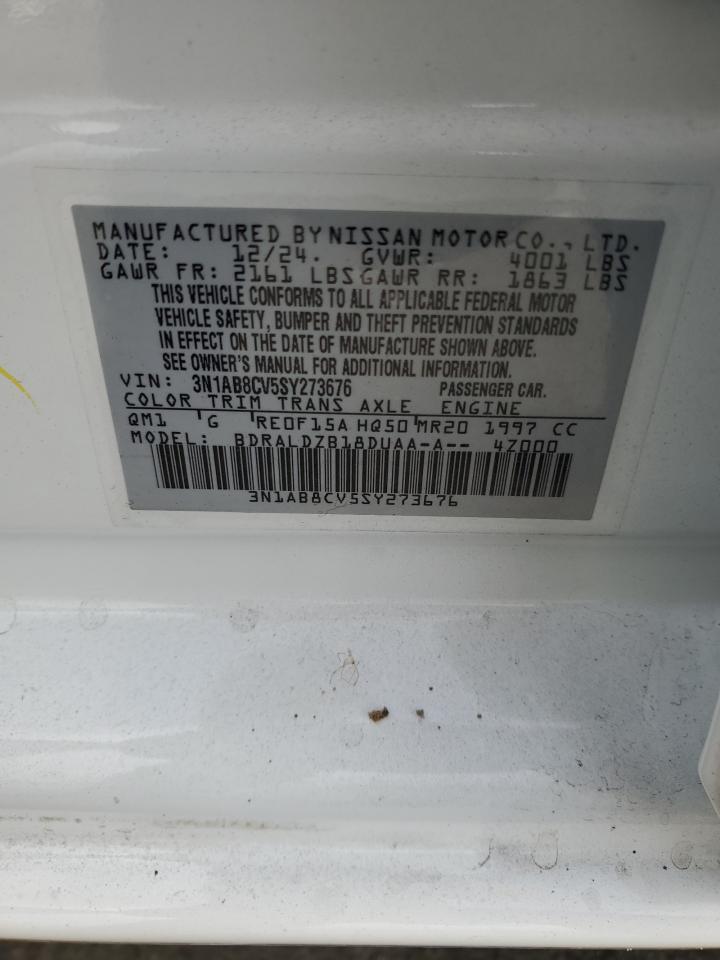 MANUFACTURED BY NISSAN MOTOR CO., LTD.
DATE: 12/24. GVWR: 4001 LBS
GAWR FR: 2161 LBS GAWR RR: 1863 LBS
THIS VEHICLE CONFORMS TO ALL APPLICABLE FEDERAL MOTOR
VEHICLE SAFETY, BUMPER AND THEFT PREVENTION STANDARDS
IN EFFECT ON THE DATE OF MANUFACTURE SHOWN ABOVE.
SEE OWNER'S MANUAL FOR ADDITIONAL INFORMATION.
VIN: 3N1AB8CV5SY273676 PASSENGER CAR.
COLOR TRIM TRANS AXLE ENGINE
QM1 G RE0F15A HQ50 MR20 1997 CC
MODEL: BDRALDZB18DUAA-A-- 4Z000
3N1AB8CV5SY273676